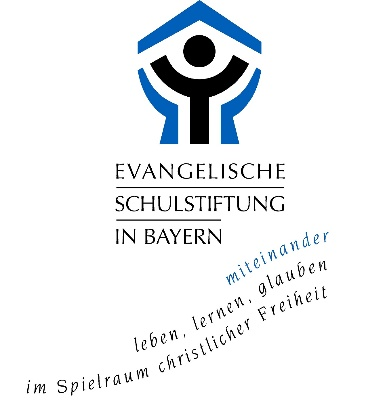 EVANGELISCHE
SCHULSTIFTUNG
IN BAYERN
miteinander
leben, lernen, glauben
im Spielraum christlicher Freiheit